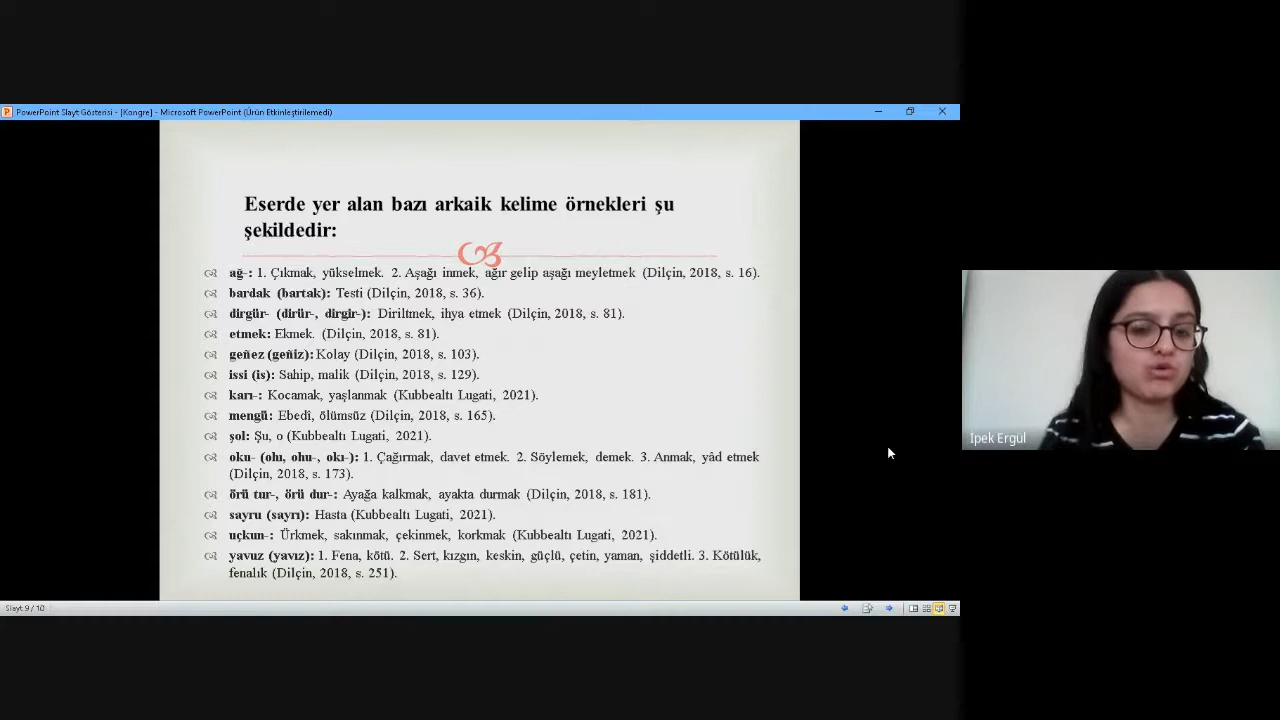 PowerPoint Slayt Gösterisi - [Kongre] - Microsoft PowerPoint (Ürün Etkinleştirilemedi)
Eserde yer alan bazı arkaik kelime örnekleri şu
şekildedir:
ağ-: 1. Çıkmak, yükselmek. 2. Aşağı inmek, ağır gelip aşağı meyletmek (Dilçin, 2018, s. 16).
bardak (bartak): Testi (Dilçin, 2018, s. 36).
dirgür- (dirür-, dirgir-): Diriltmek, ihya etmek (Dilçin, 2018, s. 81).
etmek: Ekmek. (Dilçin, 2018, s. 81).
geñez (geñiz): Kolay (Dilçin, 2018, s. 103).
issi (is): Sahip, malik (Dilçin, 2018, s. 129).
karı-: Kocamak, yaşlanmak (Kubbealtı Lugati, 2021).
mengü: Ebedî, ölümsüz (Dilçin, 2018, s. 165).
şol: Şu, o (Kubbealtı Lugati, 2021).
oku- (olu, ohu-, okı-): 1. Çağırmak, davet etmek. 2. Söylemek, demek. 3. Anmak, yâd etmek
(Dilçin, 2018, s. 173).
örü tur-, örü dur-: Ayağa kalkmak, ayakta durmak (Dilçin, 2018, s. 181).
sayru (sayrı): Hasta (Kubbealtı Lugati, 2021).
uçkun-: Ürkmek, sakınmak, çekinmek, korkmak (Kubbealtı Lugati, 2021).
yavuz (yavız): 1. Fena, kötü. 2. Sert, kızgın, keskin, güçlü, çetin, yaman, şiddetli. 3. Kötülük,
fenalık (Dilçin, 2018, s. 251).
Slayt 9 / 10
İpek Ergül